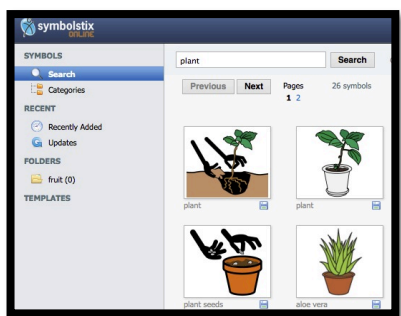 symbolstix
ONLINE
SYMBOLS
Search
Categories
RECENT
Recently Added
Updates
FOLDERS
fruit (0)
TEMPLATES
plant
Search
Previous Next Pages 26 symbols
1 2
plant
plant
plant seeds
aloe vera